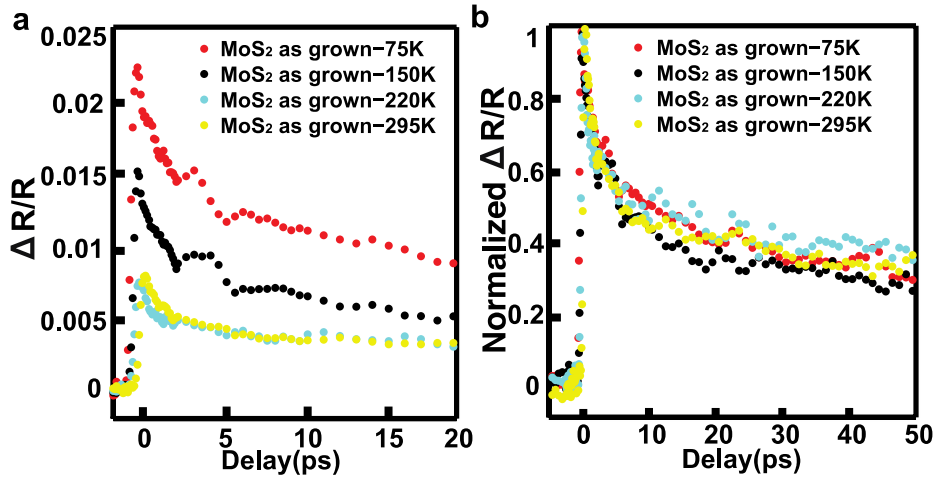 a
ΔR/R
0.025
0.02
0.015
0.01
0.005
0
MoS₂ as grown−75K
MoS₂ as grown−150K
MoS₂ as grown−220K
MoS₂ as grown−295K
0 5 10 15 20
Delay(ps)
b
Normalized ΔR/R
1
0.8
0.6
0.4
0.2
0
MoS₂ as grown−75K
MoS₂ as grown−150K
MoS₂ as grown−220K
MoS₂ as grown−295K
0 10 20 30 40 50
Delay(ps)